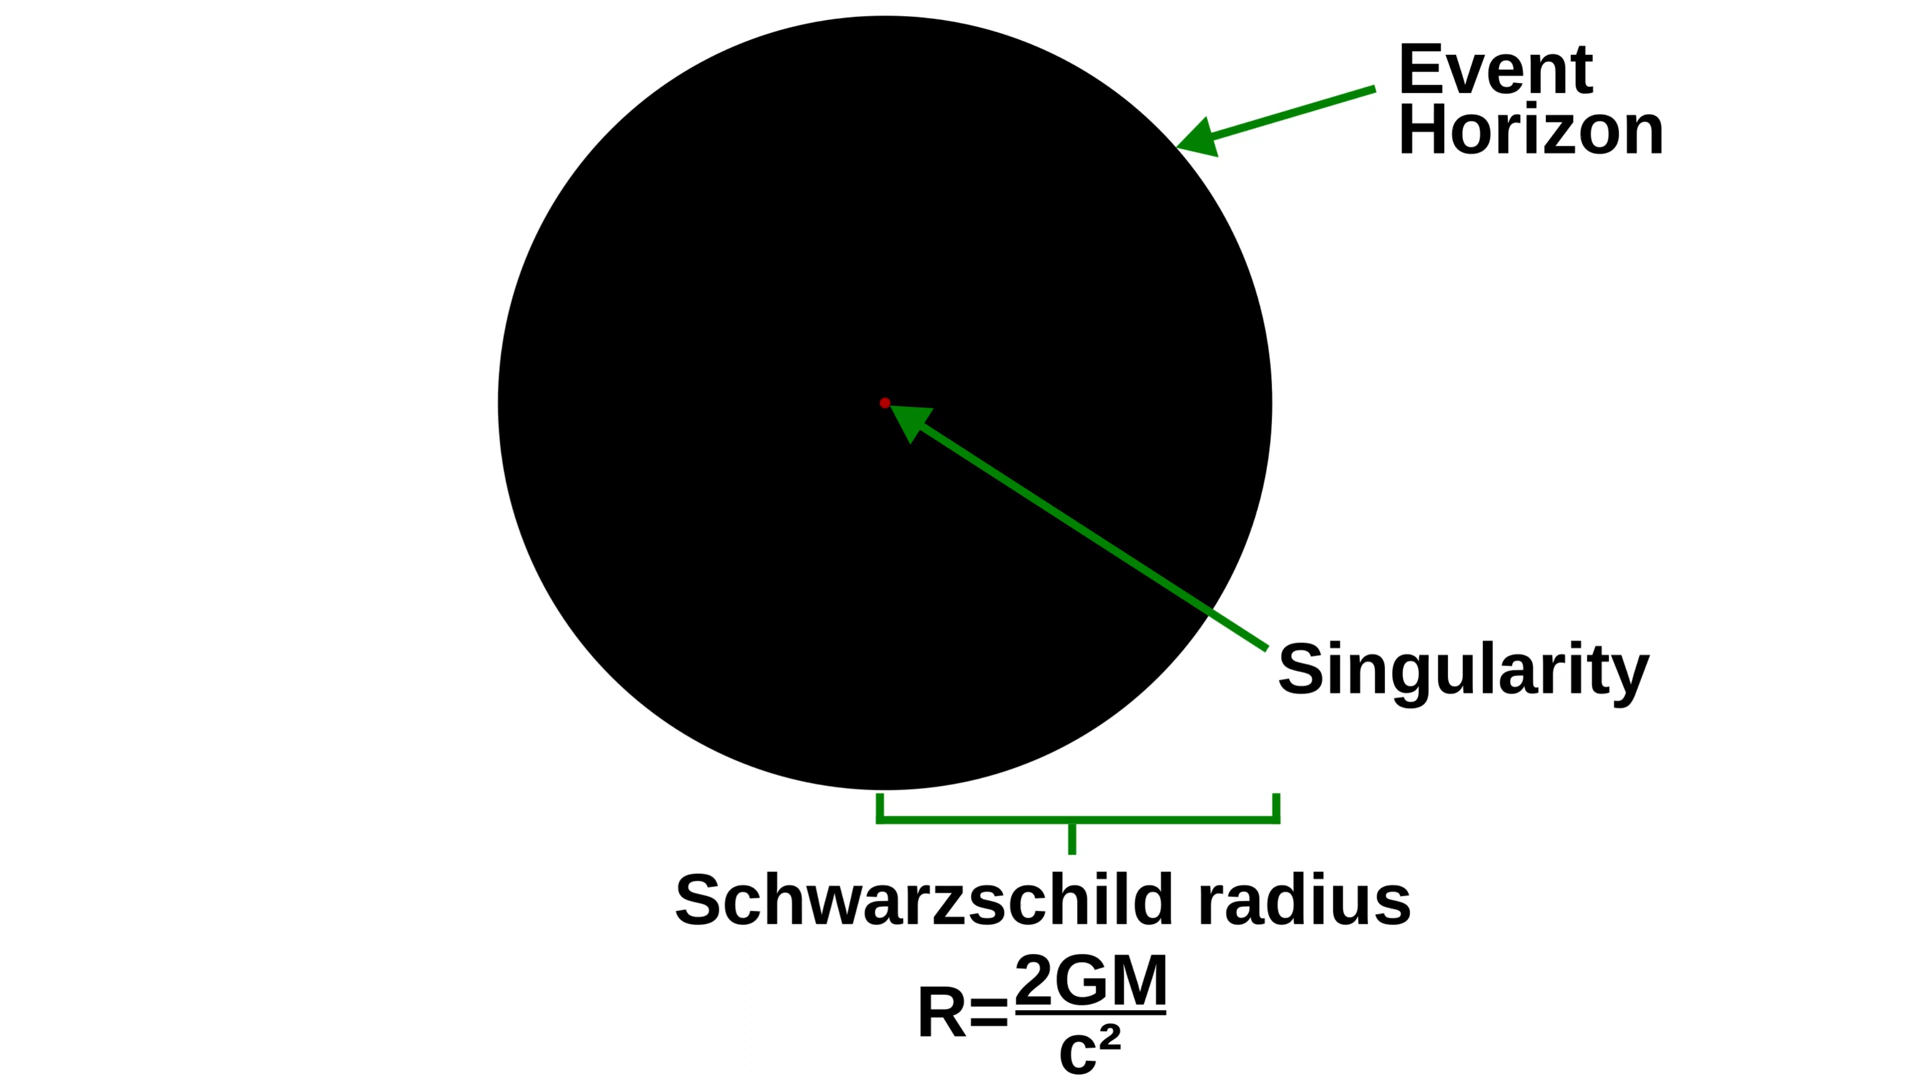 Event
Horizon
Singularity
Schwarzschild radius
R=2GM
c²